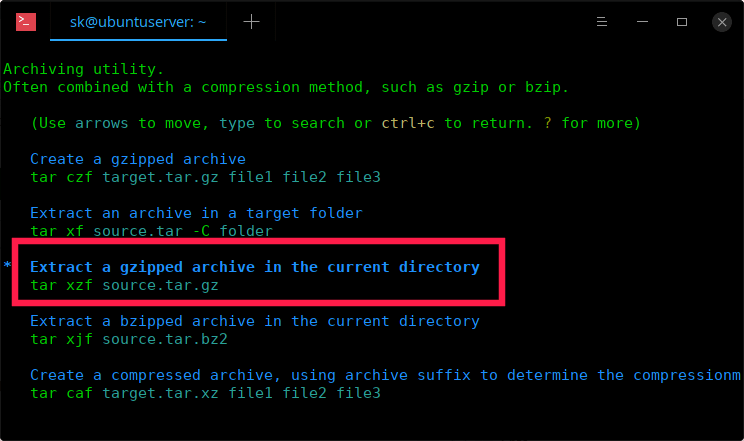 sk@ubuntuserver: ~
Archiving utility.
Often combined with a compression method, such as gzip or bzip.
(Use arrows to move, type to search or ctrl+c to return. ? for more)
Create a gzipped archive
tar czf target.tar.gz file1 file2 file3
Extract an archive in a target folder
tar xf source.tar -C folder
* Extract a gzipped archive in the current directory
tar xzf source.tar.gz
Extract a bzipped archive in the current directory
tar xjf source.tar.bz2
Create a compressed archive, using archive suffix to determine the compressionm
tar caf target.tar.xz file1 file2 file3